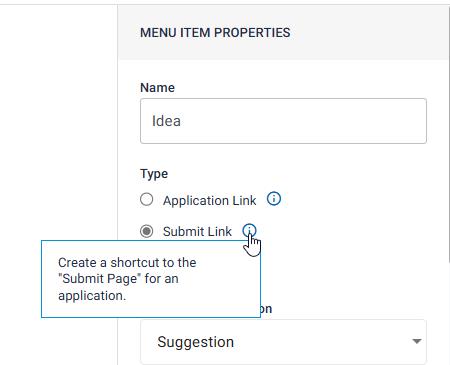 MENU ITEM PROPERTIES
Name
Idea
Type
Application Link
Submit Link
Create a shortcut to the
"Submit Page" for an
application.
on
Suggestion